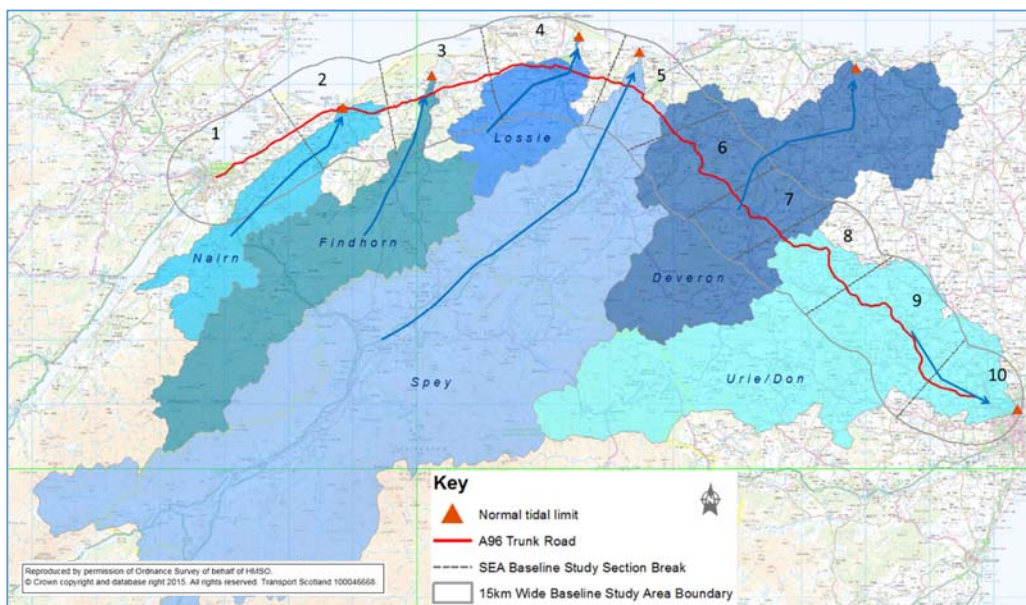 1
2
3
4
5
6
7
8
9
10
Nairn
Findhorn
Lossie
Spey
Deveron
Urie/Don
Key
Normal tidal limit
N
A96 Trunk Road
SEA Baseline Study Section Break
15km Wide Baseline Study Area Boundary
Reproduced by permission of Ordnance Survey of behalf of HMSO.
© Crown copyright and database right 2015. All rights reserved. Transport Scotland 100046668.